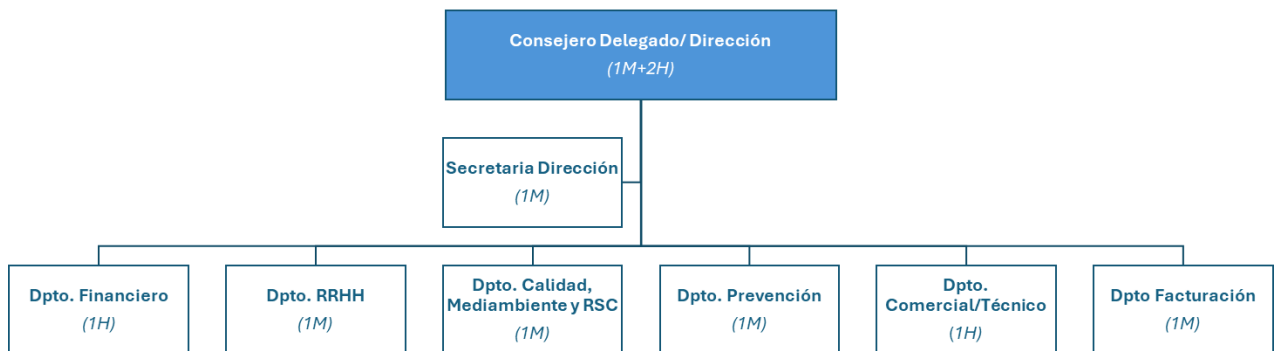 Consejero Delegado/ Dirección
(1M+2H)
Secretaria Dirección
(1M)
Dpto. Financiero
(1H)
Dpto. RRHH
(1M)
Dpto. Calidad,
Mediambiente y RSC
(1M)
Dpto. Prevención
(1M)
Dpto.
Comercial/Técnico
(1H)
Dpto Facturación
(1M)